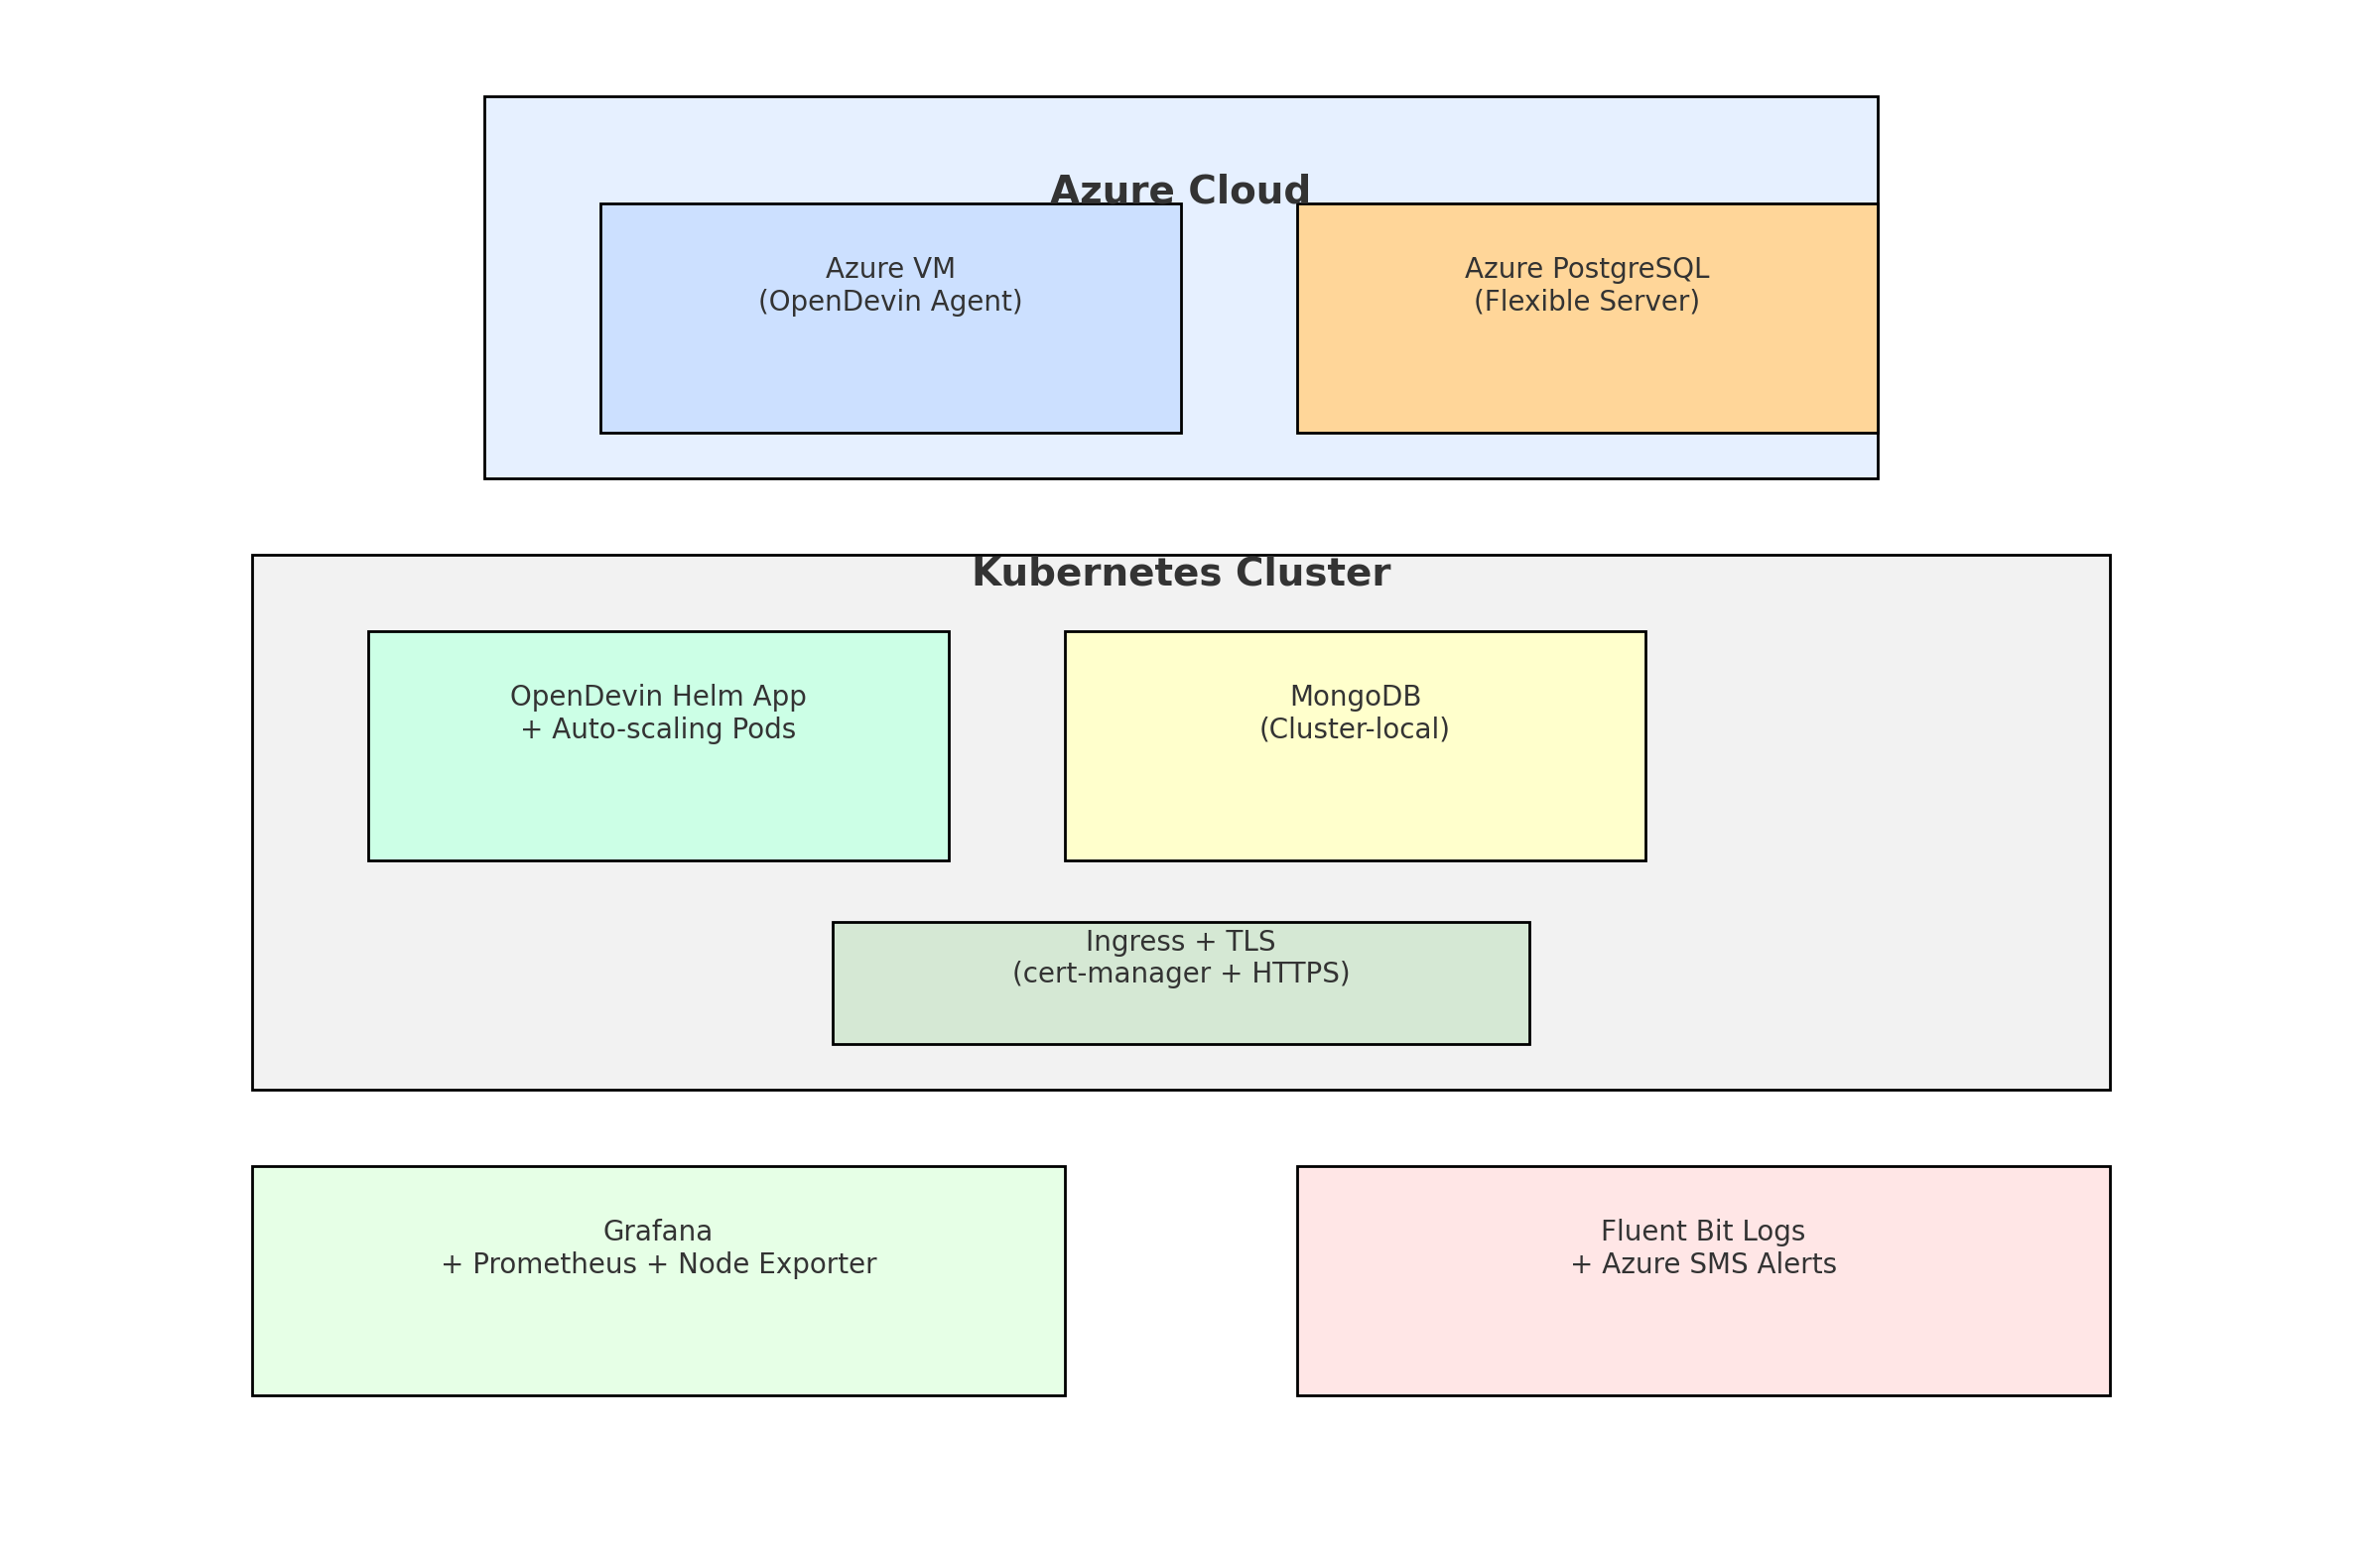 Azure Cloud
Azure VM
(OpenDevin Agent)
Azure PostgreSQL
(Flexible Server)
Kubernetes Cluster
OpenDevin Helm App
+ Auto-scaling Pods
MongoDB
(Cluster-local)
Ingress + TLS
(cert-manager + HTTPS)
Grafana
+ Prometheus + Node Exporter
Fluent Bit Logs
+ Azure SMS Alerts